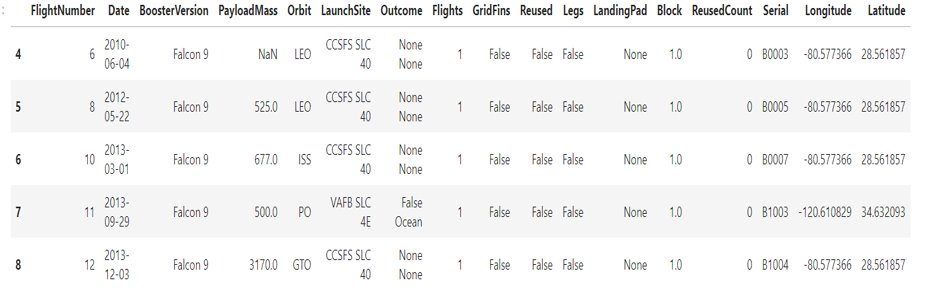 :
FlightNumber Date BoosterVersion PayloadMass Orbit LaunchSite Outcome Flights GridFins Reused Legs LandingPad Block ReusedCount Serial Longitude Latitude
4 6 2010-06-04 Falcon 9 NaN LEO CCSFS SLC 40 None None 1 False False False None 1.0 0 B0003 -80.577366 28.561857
5 8 2012-05-22 Falcon 9 525.0 LEO CCSFS SLC 40 None None 1 False False False None 1.0 0 B0005 -80.577366 28.561857
6 10 2013-03-01 Falcon 9 677.0 ISS CCSFS SLC 40 None None 1 False False False None 1.0 0 B0007 -80.577366 28.561857
7 11 2013-09-29 Falcon 9 500.0 PO VAFB SLC 4E False Ocean 1 False False False None 1.0 0 B1003 -120.610829 34.632093
8 12 2013-12-03 Falcon 9 3170.0 GTO CCSFS SLC 40 None None 1 False False False None 1.0 0 B1004 -80.577366 28.561857